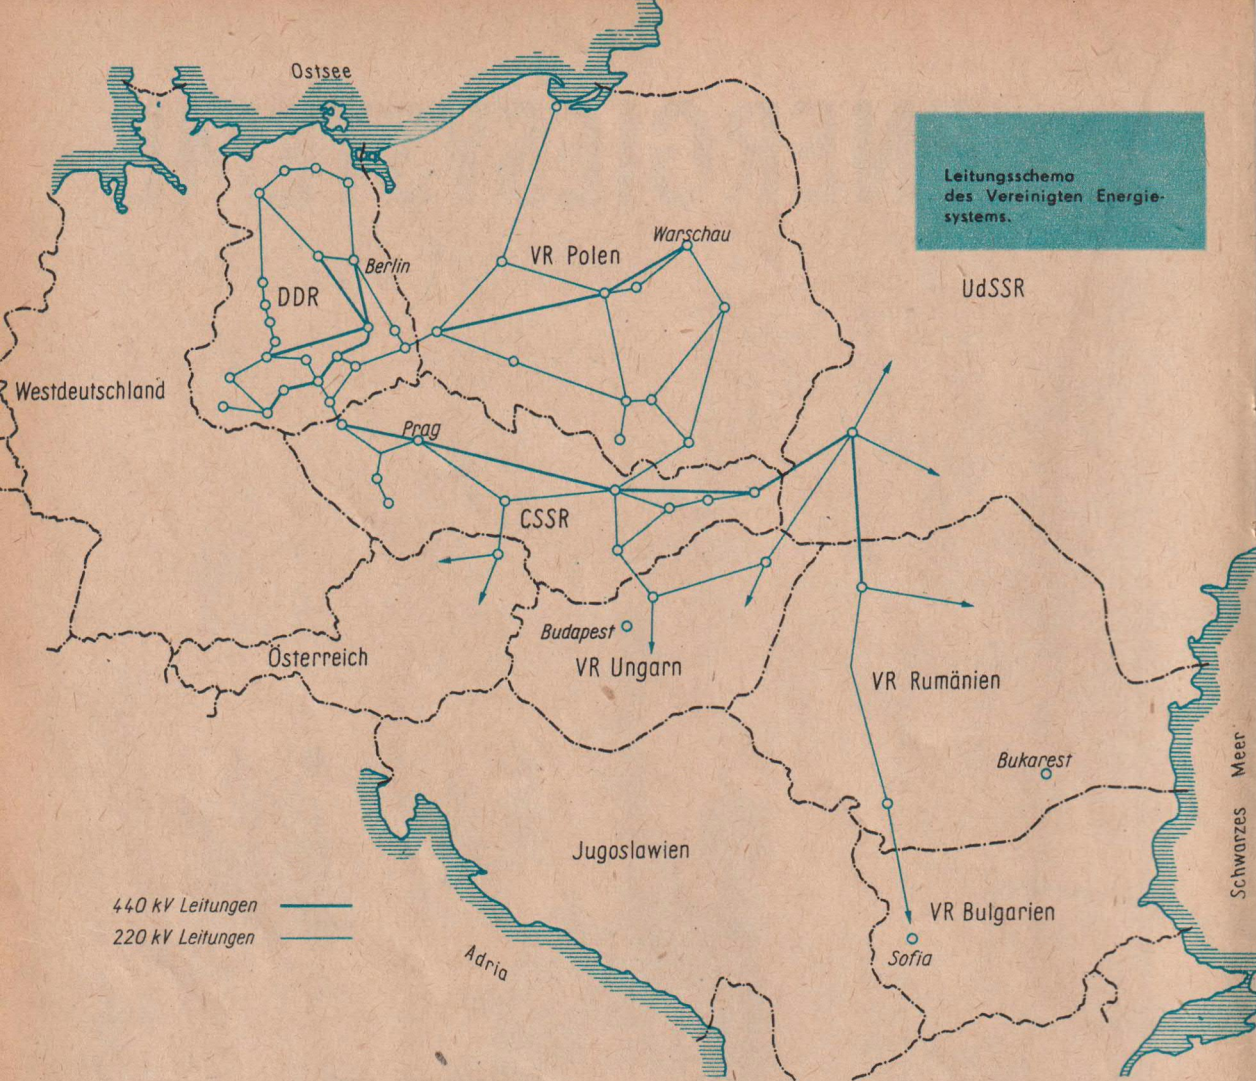 Ostsee
Leitungsschema
des Vereinigten Energie-
systems.
Warschau
VR Polen
Berlin
DDR
UdSSR
Westdeutschland
Prag
CSSR
Budapest
Österreich
VR Ungarn
VR Rumänien
Bukarest
Schwarzes Meer
Jugoslawien
440 kV Leitungen
220 kV Leitungen
VR Bulgarien
Sofia
Adria